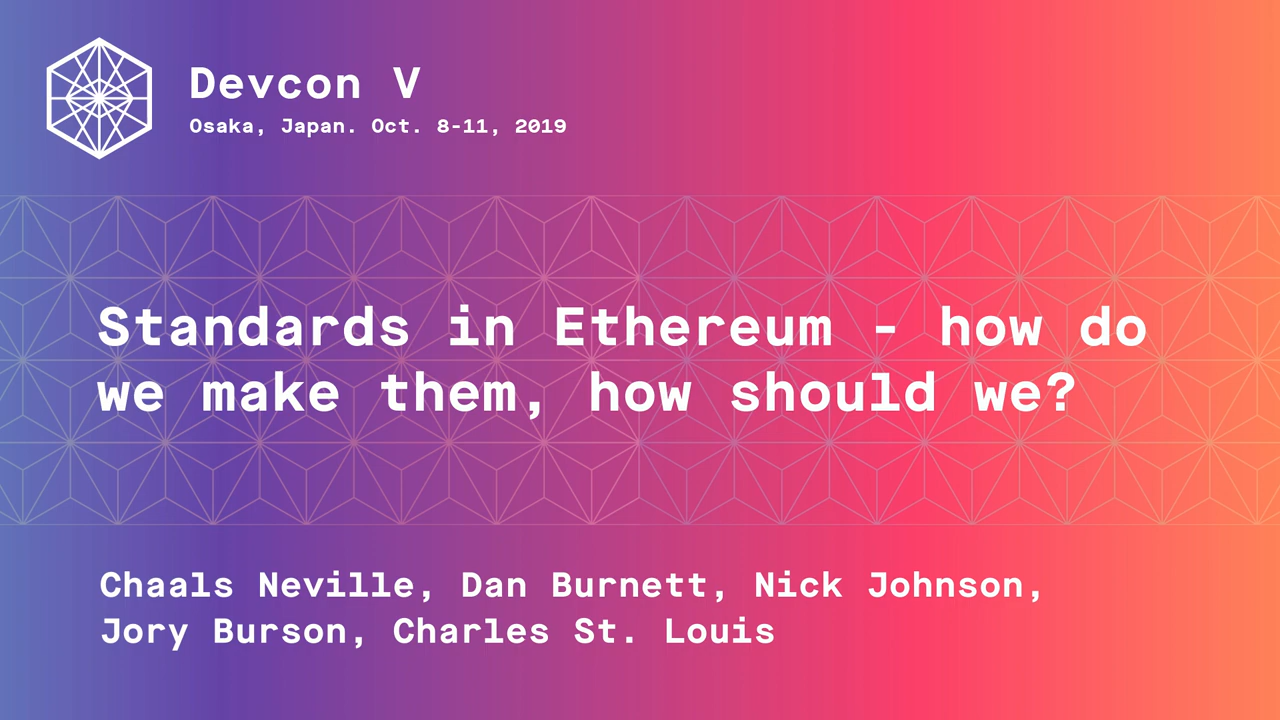 Devcon V
Osaka, Japan. Oct. 8-11, 2019
Standards in Ethereum - how do
we make them, how should we?
Chaals Neville, Dan Burnett, Nick Johnson,
Jory Burson, Charles St. Louis